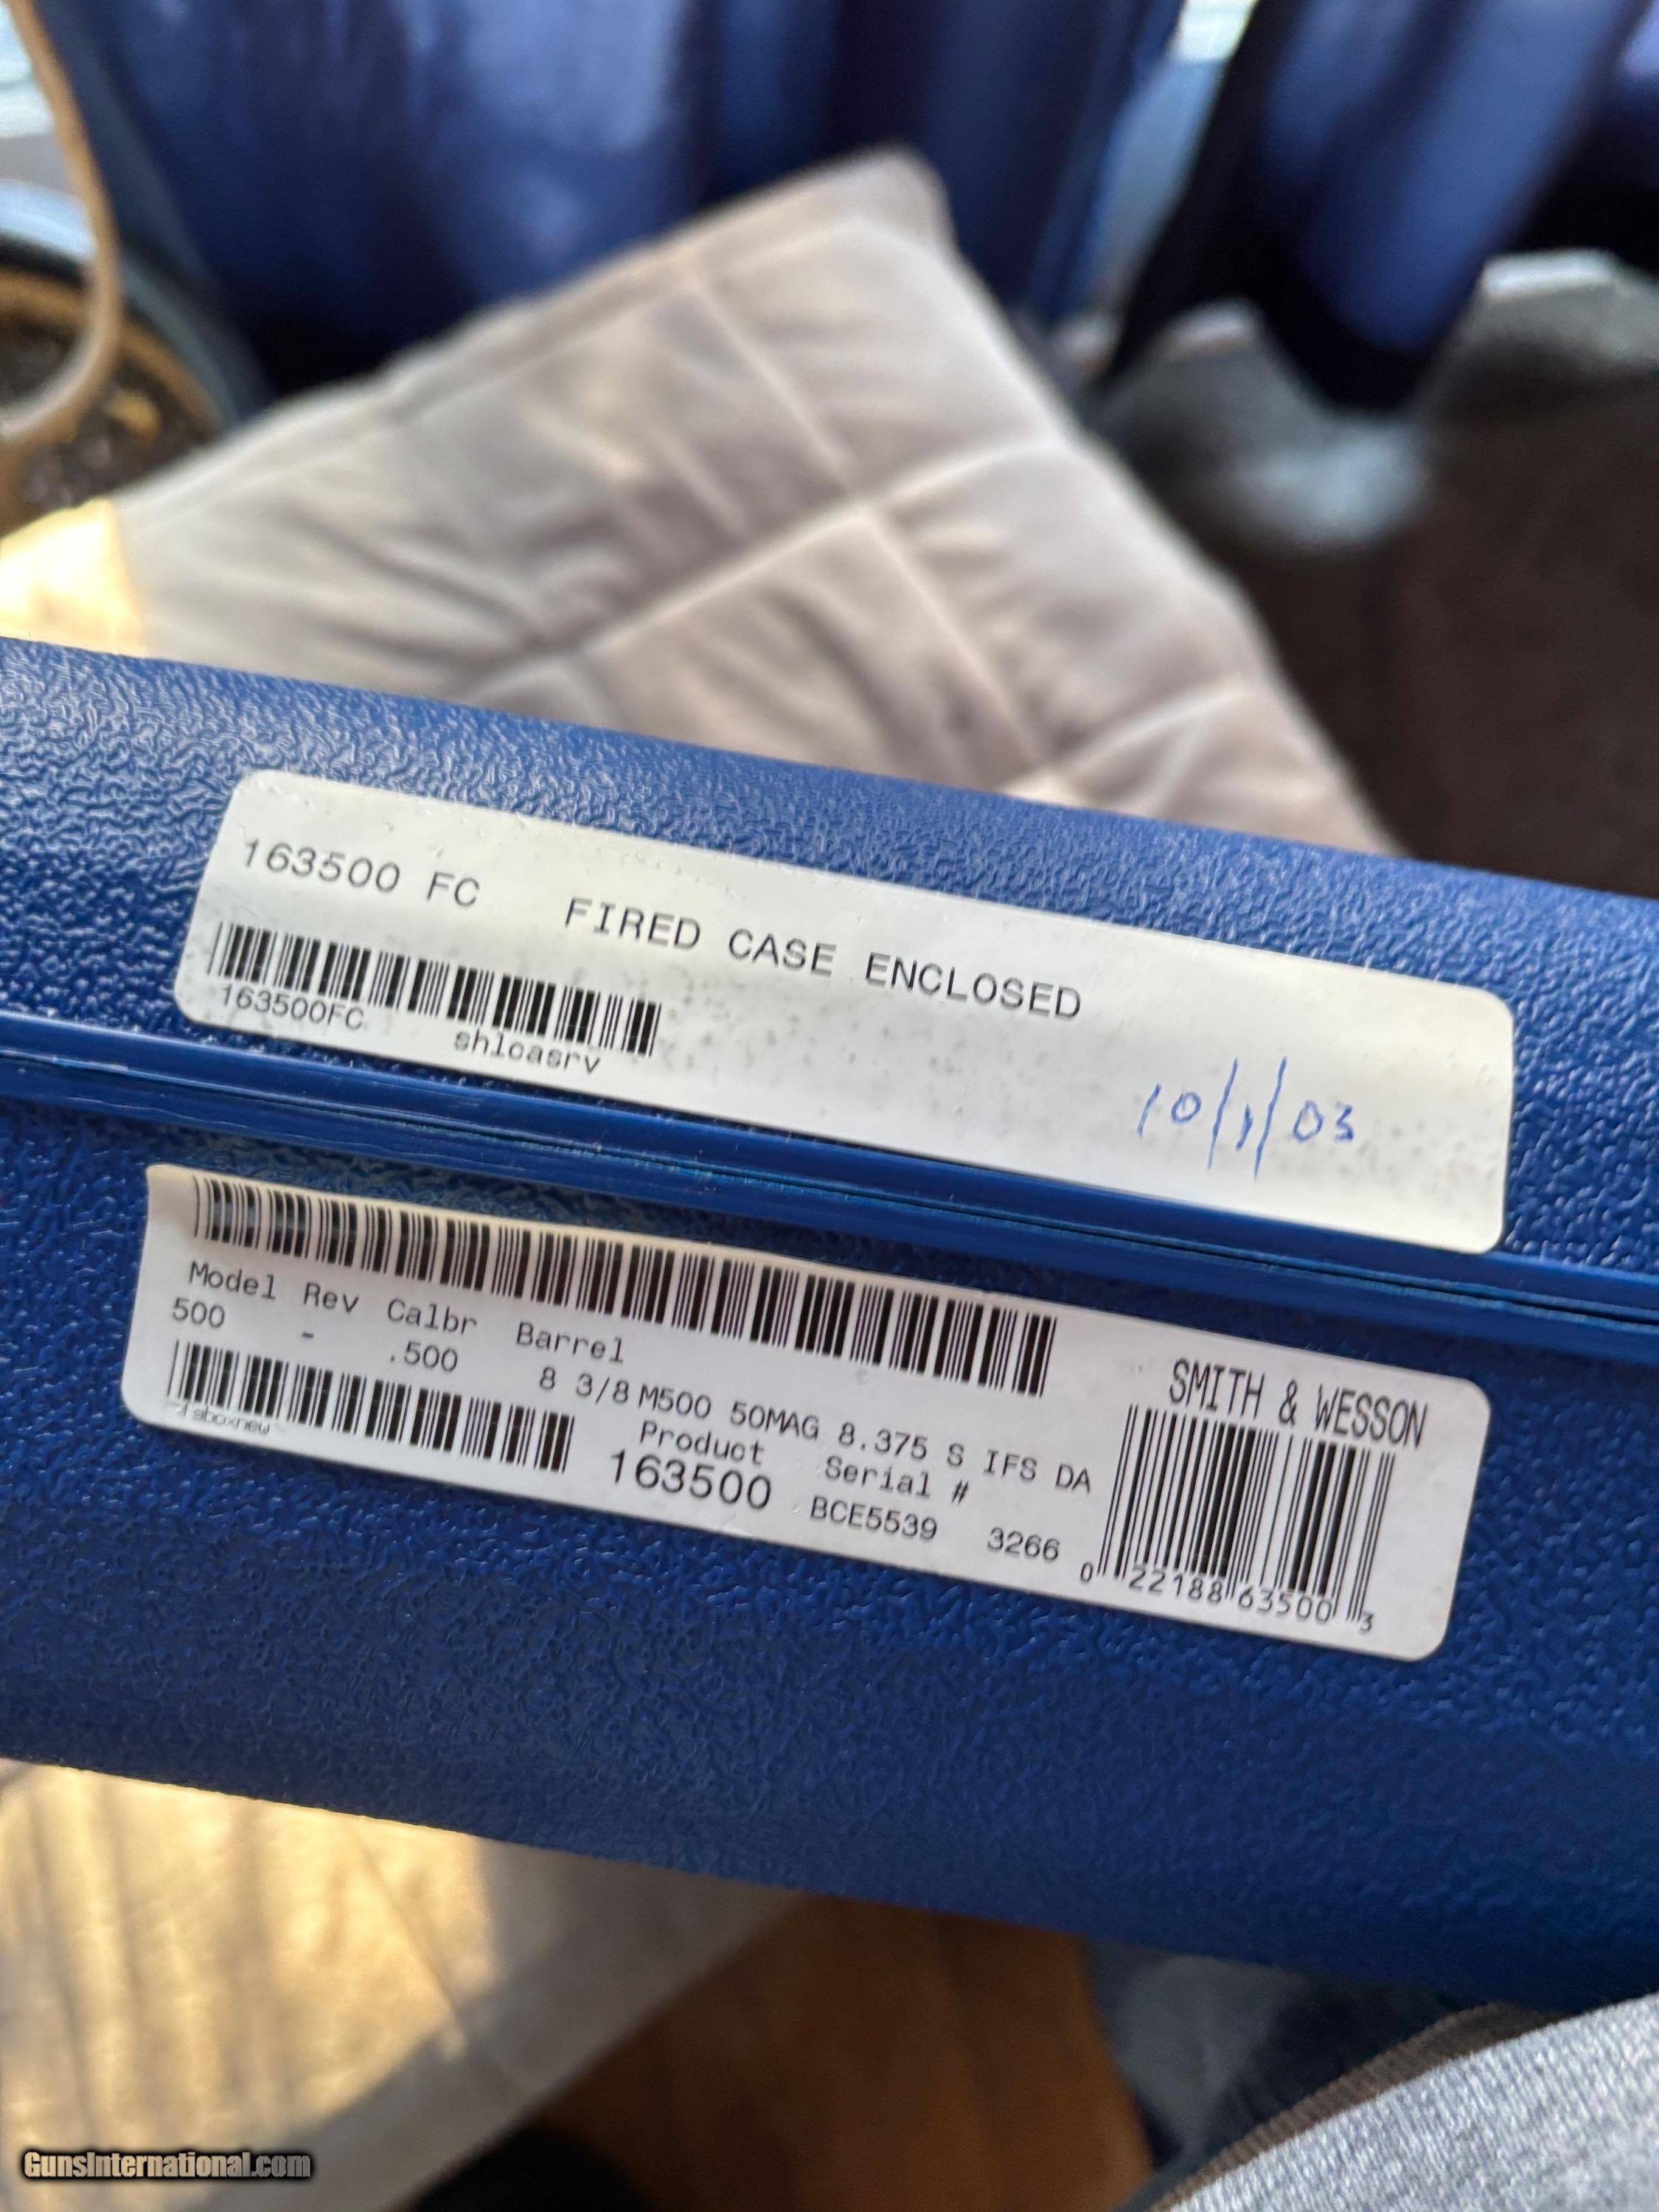 163500 FC FIRED CASE ENCLOSED
163500FC
shlcasrv
10/1/03
Model Rev Calbr Barrel
500 - .500 8 3/8 M500 50MAG 8.375 S IFS DA
SMITH & WESSON
Product Serial #
163500 BCE5539 3266
lsboxnew
0 22188 63500 3
GunsInternational.com